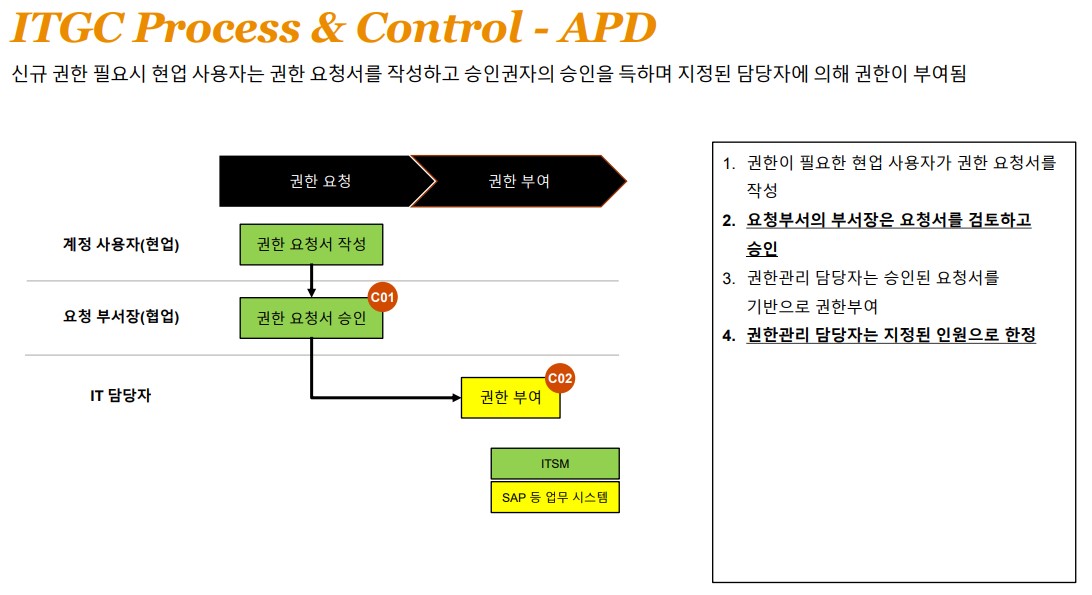 ITGC Process & Control - APD
신규 권한 필요시 현업 사용자는 권한 요청서를 작성하고 승인권자의 승인을 득하며 지정된 담당자에 의해 권한이 부여됨
권한 요청
권한 부여
계정 사용자(현업)
권한 요청서 작성
요청 부서장(협업)
권한 요청서 승인
C01
IT 담당자
권한 부여
C02
ITSM
SAP 등 업무 시스템
1. 권한이 필요한 현업 사용자가 권한 요청서를
작성
2. 요청부서의 부서장은 요청서를 검토하고
승인
3. 권한관리 담당자는 승인된 요청서를
기반으로 권한부여
4. 권한관리 담당자는 지정된 인원으로 한정